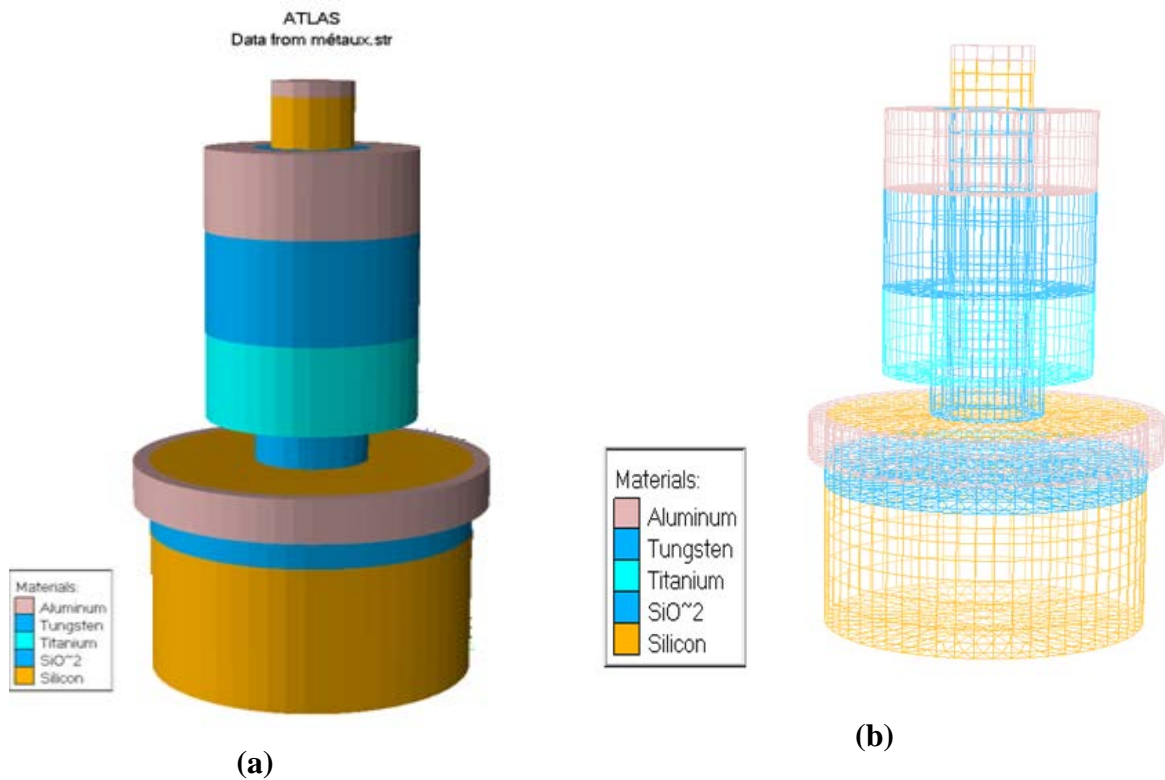 ATLAS
Data from métaux.str
Materials:
Aluminum
Tungsten
Titanium
SiO~2
Silicon
(a)
Materials:
Aluminum
Tungsten
Titanium
SiO~2
Silicon
(b)